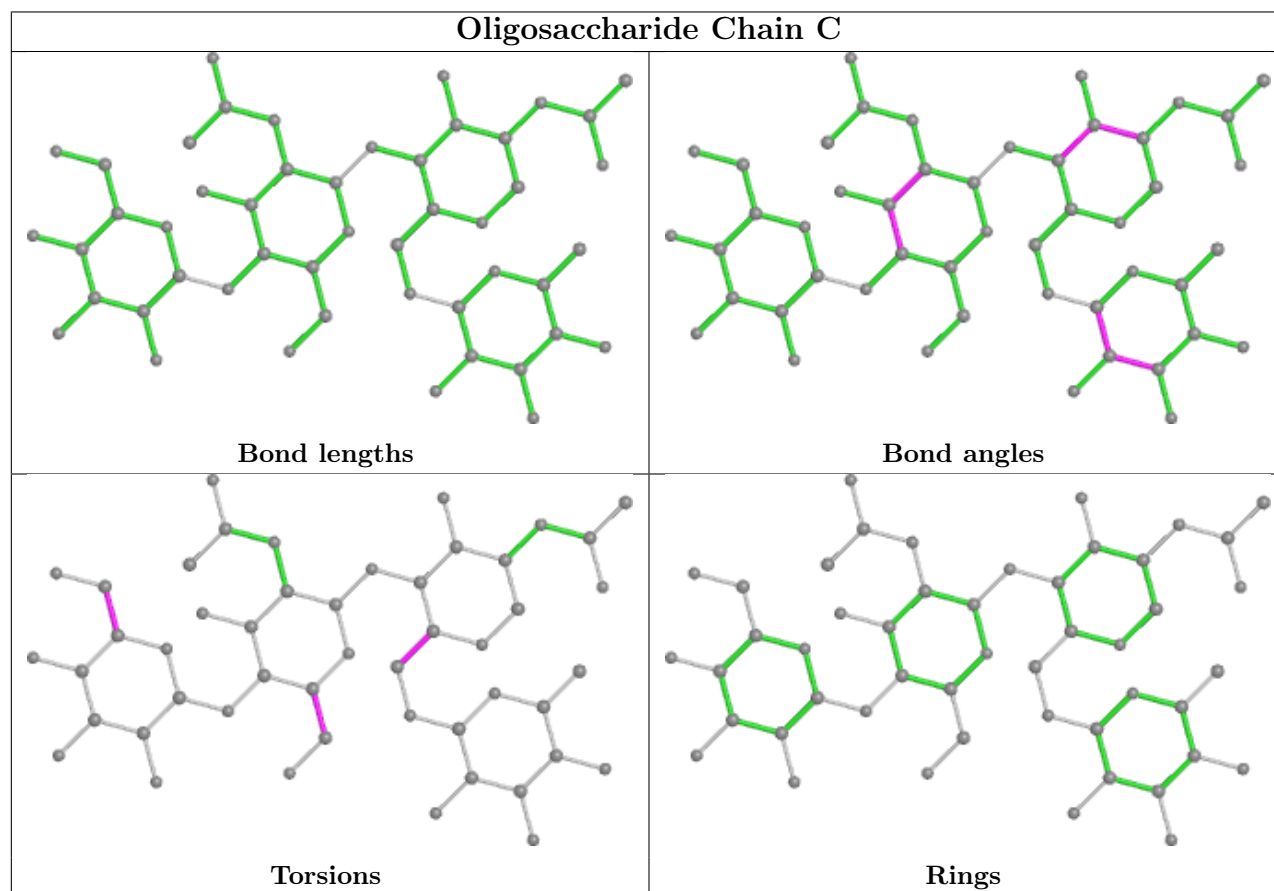 Oligosaccharide Chain C
Bond lengths
Bond angles
Torsions
Rings